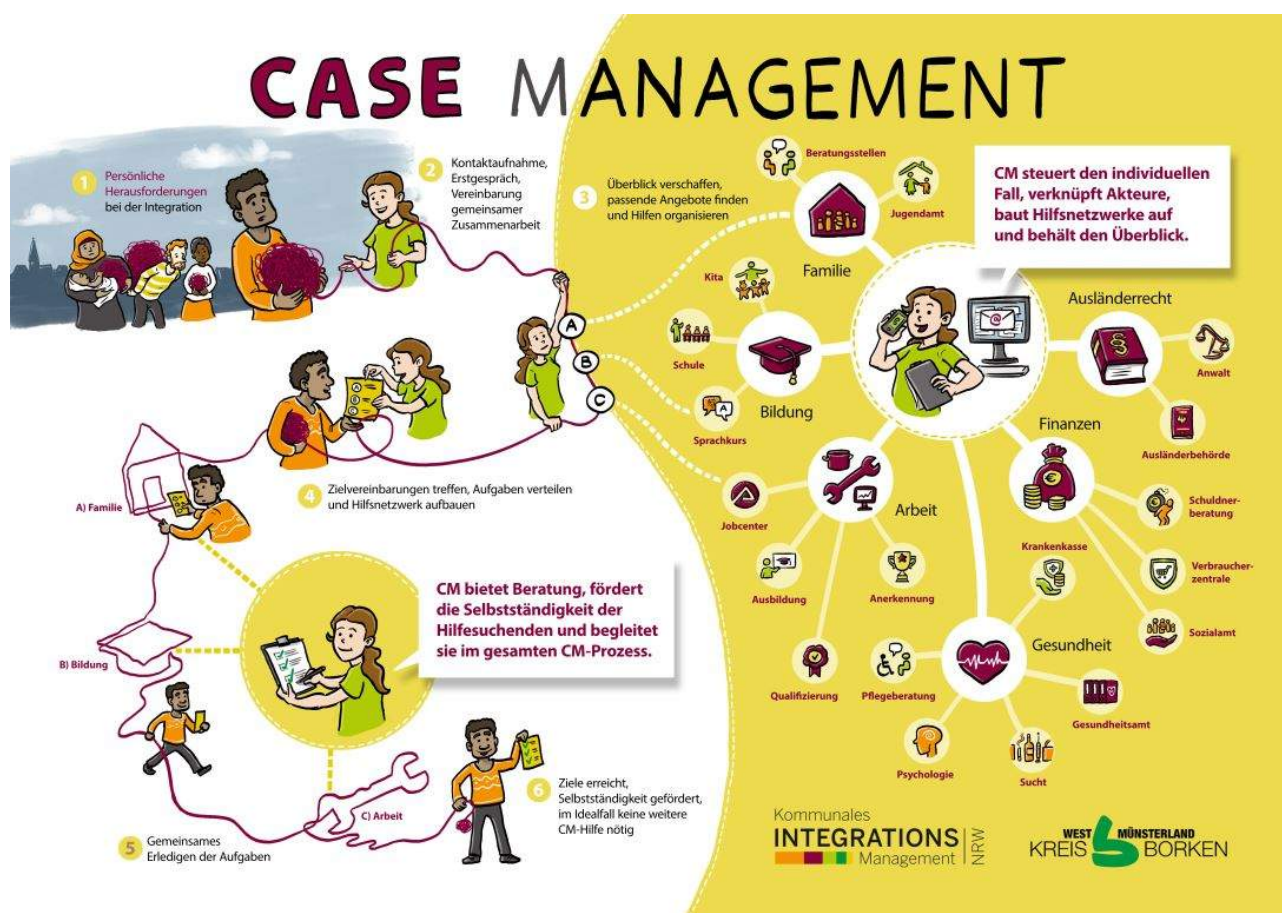 CASE MANAGEMENT
1
Persönliche
Herausforderungen
bei der Integration
2
Kontaktaufnahme,
Erstgespräch,
Vereinbarung
gemeinsamer
Zusammenarbeit
3
Überblick verschaffen,
passende Angebote finden
und Hilfen organisieren
A
B
C
4
Zielvereinbarungen treffen, Aufgaben verteilen
und Hilfsnetzwerk aufbauen
A) Familie
B) Bildung
C) Arbeit
CM bietet Beratung, fördert
die Selbstständigkeit der
Hilfesuchenden und begleitet
sie im gesamten CM-Prozess.
5
Gemeinsames
Erledigen der Aufgaben
6
Ziele erreicht,
Selbstständigkeit gefördert,
im Idealfall keine weitere
CM-Hilfe nötig
CM steuert den individuellen
Fall, verknüpft Akteure,
baut Hilfsnetzwerke auf
und behält den Überblick.
@
Beratungsstellen
Jugendamt
Familie
Kita
Schule
Sprachkurs
A
Bildung
Jobcenter
Ausbildung
Qualifizierung
Anerkennung
Arbeit
Ausländerrecht
§
Anwalt
Ausländerbehörde
Finanzen
€
Schuldner-
beratung
Verbraucher-
zentrale
Sozialamt
Krankenkasse
Gesundheit
Pflegeberatung
Psychologie
Sucht
Gesundheitsamt
Kommunales
INTEGRATIONS
Management
NRW
WEST MÜNSTERLAND
KREIS BORKEN